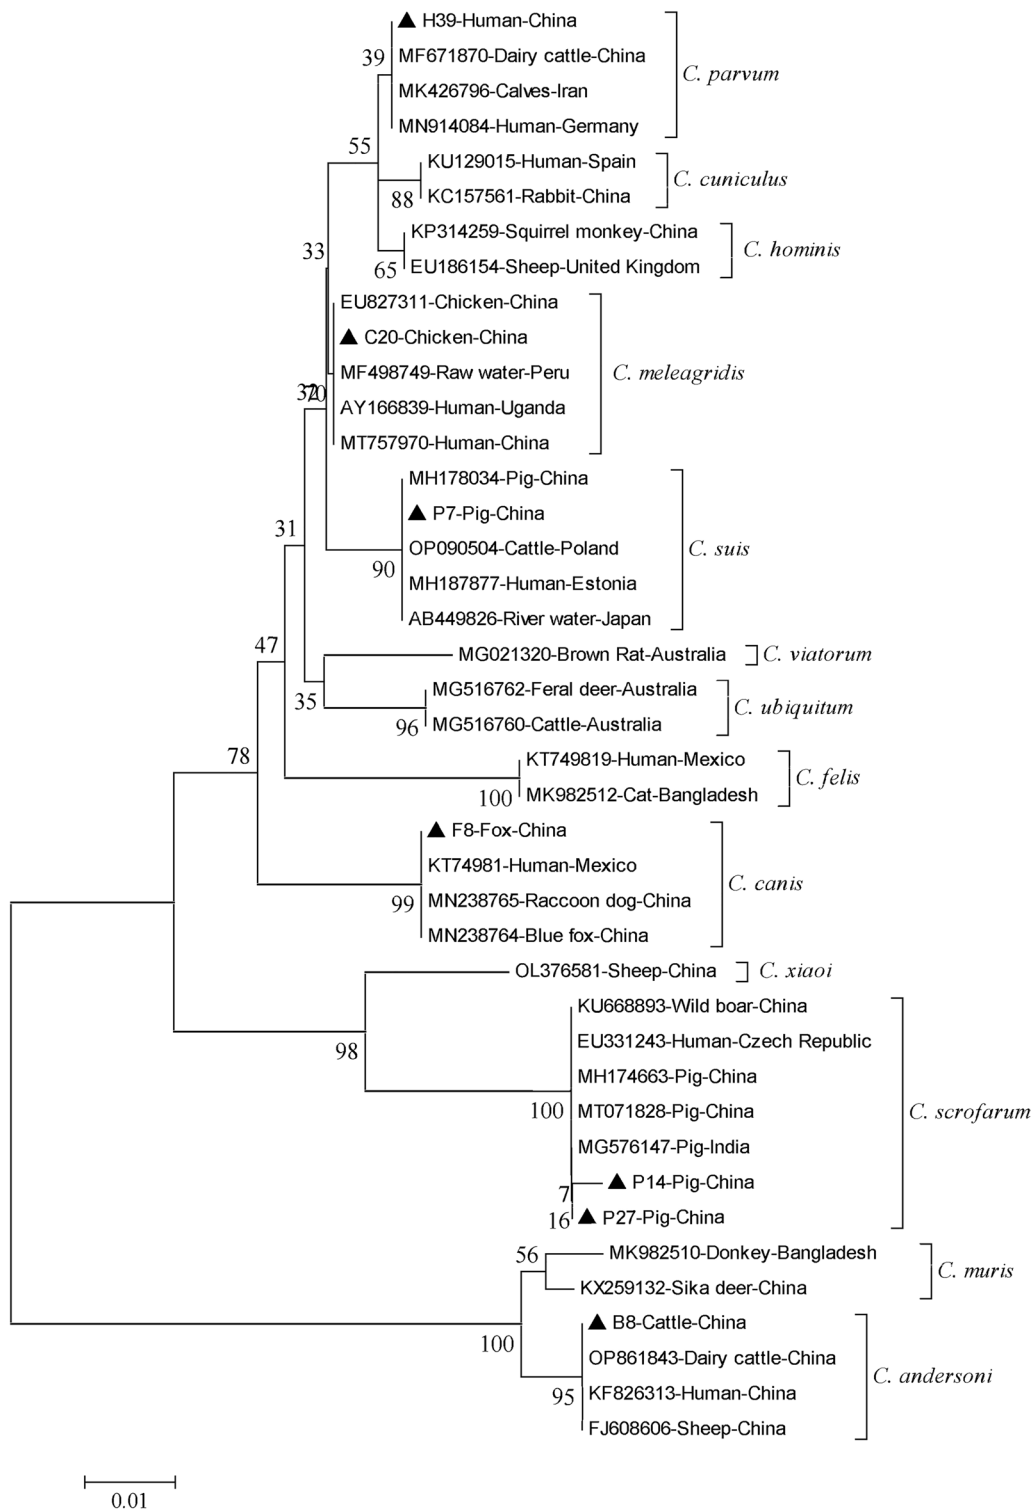 ▲ H39-Human-China
39
MF671870-Dairy cattle-China
C. parvum
MK426796-Calves-Iran
MN914084-Human-Germany
55
KU129015-Human-Spain
C. cuniculus
88
KC157561-Rabbit-China
KP314259-Squirrel monkey-China
33
C. hominis
65
EU186154-Sheep-United Kingdom
EU827311-Chicken-China
▲ C20-Chicken-China
MF498749-Raw water-Peru
C. meleagridis
32
70
AY166839-Human-Uganda
MT757970-Human-China
MH178034-Pig-China
▲ P7-Pig-China
31
OP090504-Cattle-Poland
C. suis
90
MH187877-Human-Estonia
AB449826-River water-Japan
47
MG021320-Brown Rat-Australia
C. viatorum
35
MG516762-Feral deer-Australia
C. ubiquitum
96
MG516760-Cattle-Australia
78
KT749819-Human-Mexico
C. felis
100
MK982512-Cat-Bangladesh
▲ F8-Fox-China
KT74981-Human-Mexico
C. canis
99
MN238765-Raccoon dog-China
MN238764-Blue fox-China
OL376581-Sheep-China
C. xiaoi
98
KU668893-Wild boar-China
EU331243-Human-Czech Republic
MH174663-Pig-China
100
MT071828-Pig-China
C. scrofarum
MG576147-Pig-India
7
▲ P14-Pig-China
16
▲ P27-Pig-China
56
MK982510-Donkey-Bangladesh
C. muris
KX259132-Sika deer-China
100
▲ B8-Cattle-China
OP861843-Dairy cattle-China
C. andersoni
95
KF826313-Human-China
FJ608606-Sheep-China
0.01